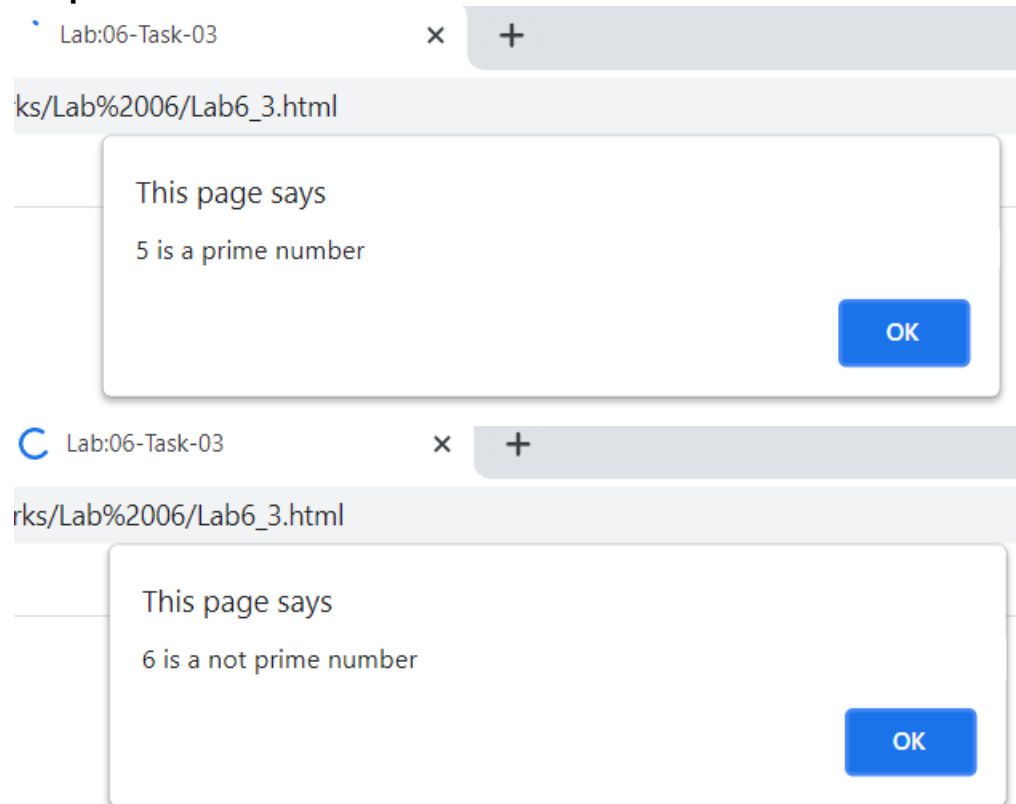 Lab:06-Task-03
ks/Lab%2006/Lab6_3.html
This page says
5 is a prime number
OK
Lab:06-Task-03
rks/Lab%2006/Lab6_3.html
This page says
6 is a not prime number
OK